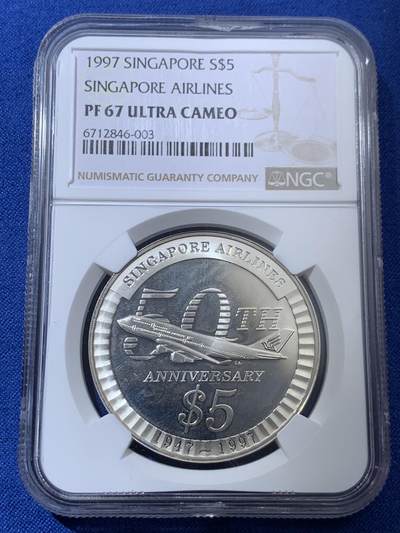 1997 SINGAPORE S$5
SINGAPORE AIRLINES
PF 67 ULTRA CAMEO
6712846-003
NUMISMATIC GUARANTY COMPANY
NGC®
SINGAPORE AIRLINES
50TH
ANNIVERSARY
$5
1947-1997